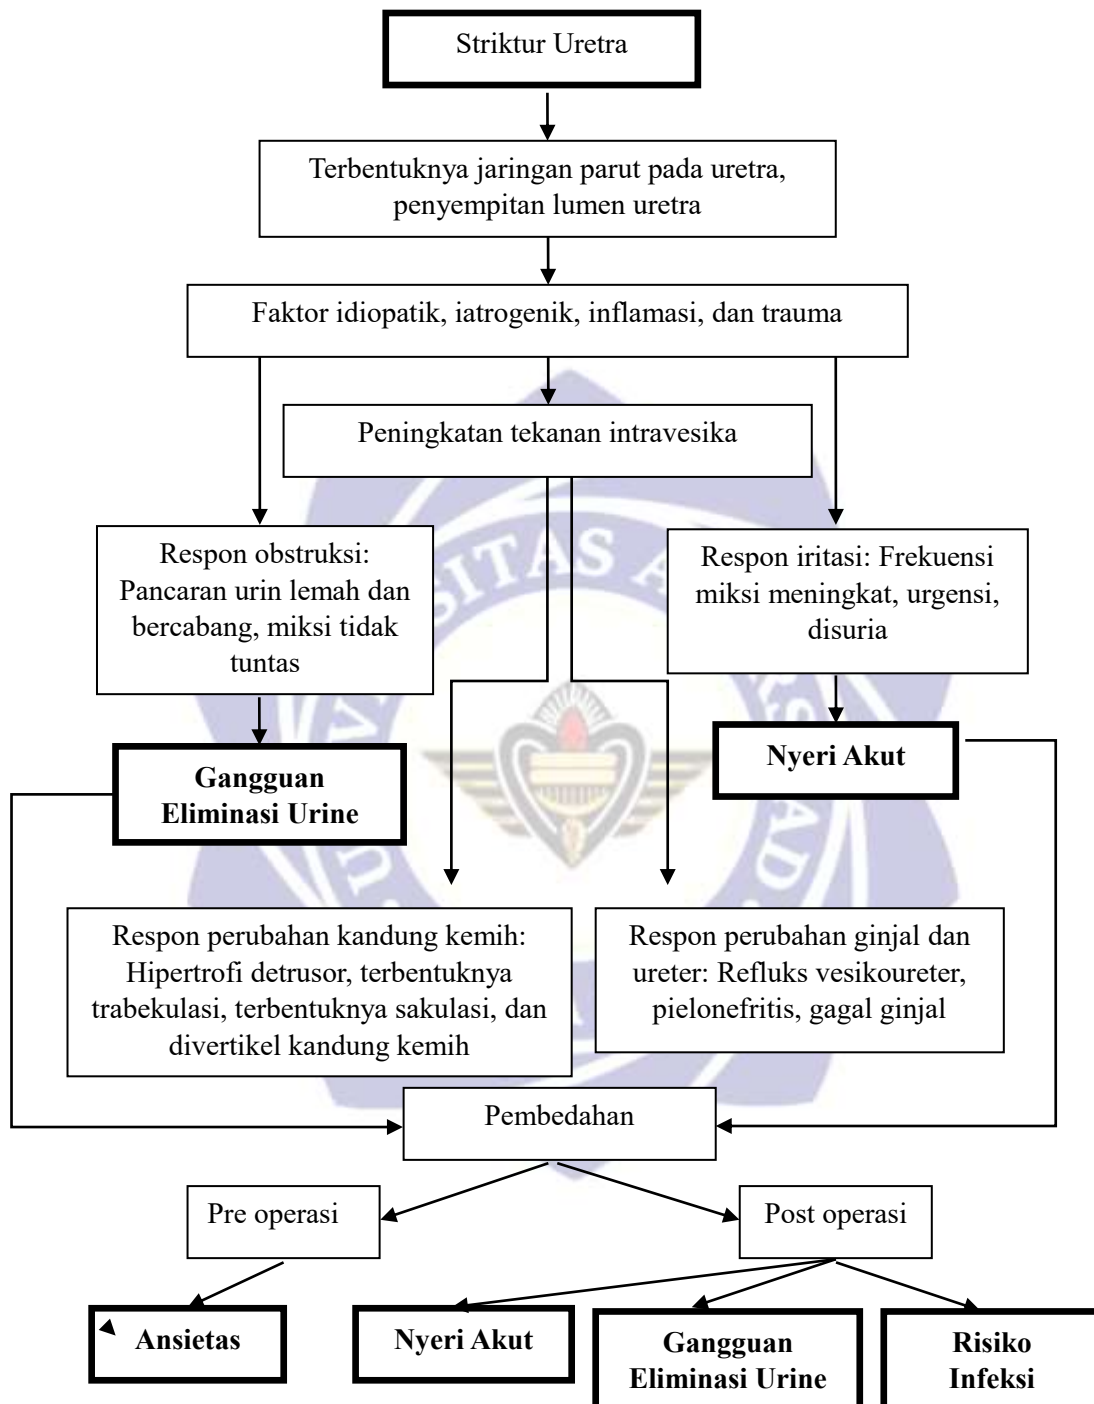 Striktur Uretra
Terbentuknya jaringan parut pada uretra,
penyempitan lumen uretra
Faktor idiopatik, iatrogenik, inflamasi, dan trauma
Peningkatan tekanan intravesika
Respon obstruksi:
Pancaran urin lemah dan
bercabang, miksi tidak
tuntas
Respon iritasi: Frekuensi
miksi meningkat, urgensi,
disuria
Gangguan
Eliminasi Urine
Nyeri Akut
Respon perubahan kandung kemih:
Hipertrofi detrusor, terbentuknya
trabekulasi, terbentuknya sakulasi, dan
divertikel kandung kemih
Respon perubahan ginjal dan
ureter: Refluks vesikoureter,
pielonefritis, gagal ginjal
Pembedahan
Pre operasi
Post operasi
Ansietas
Nyeri Akut
Gangguan
Eliminasi Urine
Risiko
Infeksi